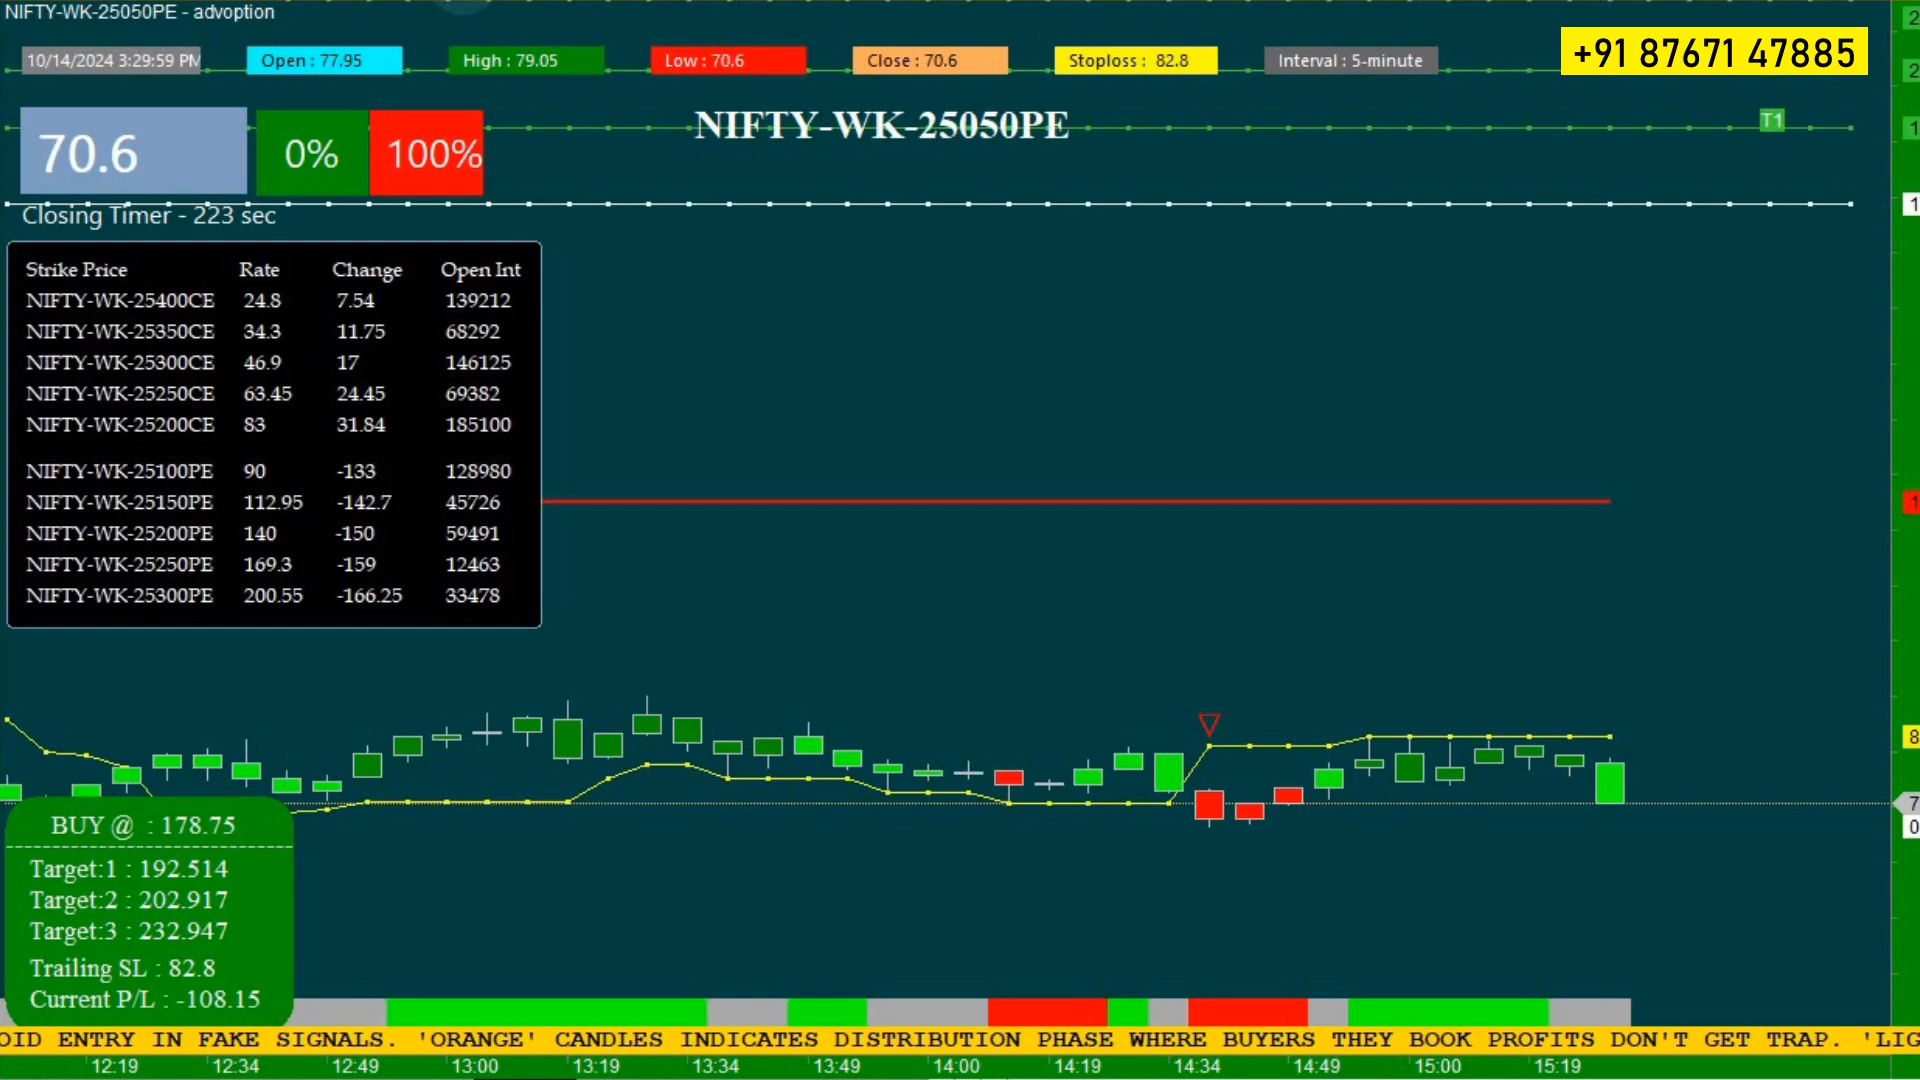 NIFTY-WK-25050PE - advoption
10/14/2024 3:29:59 PM
Open : 77.95
High : 79.05
Low : 70.6
Close : 70.6
Stoploss : 82.8
Interval : 5-minute
+91 87671 47885
70.6
0%
100%
NIFTY-WK-25050PE
T1
Closing Timer - 223 sec
Strike Price Rate Change Open Int
NIFTY-WK-25400CE 24.8 7.54 139212
NIFTY-WK-25350CE 34.3 11.75 68292
NIFTY-WK-25300CE 46.9 17 146125
NIFTY-WK-25250CE 63.45 24.45 69382
NIFTY-WK-25200CE 83 31.84 185100
NIFTY-WK-25100PE 90 -133 128980
NIFTY-WK-25150PE 112.95 -142.7 45726
NIFTY-WK-25200PE 140 -150 59491
NIFTY-WK-25250PE 169.3 -159 12463
NIFTY-WK-25300PE 200.55 -166.25 33478
BUY @ : 178.75
Target:1 : 192.514
Target:2 : 202.917
Target:3 : 232.947
Trailing SL : 82.8
Current P/L : -108.15
OID ENTRY IN FAKE SIGNALS. 'ORANGE' CANDLES INDICATES DISTRIBUTION PHASE WHERE BUYERS THEY BOOK PROFITS DON'T GET TRAP. 'LIG
12:19 12:34 12:49 13:00 13:19 13:34 13:49 14:00 14:19 14:34 14:49 15:00 15:19